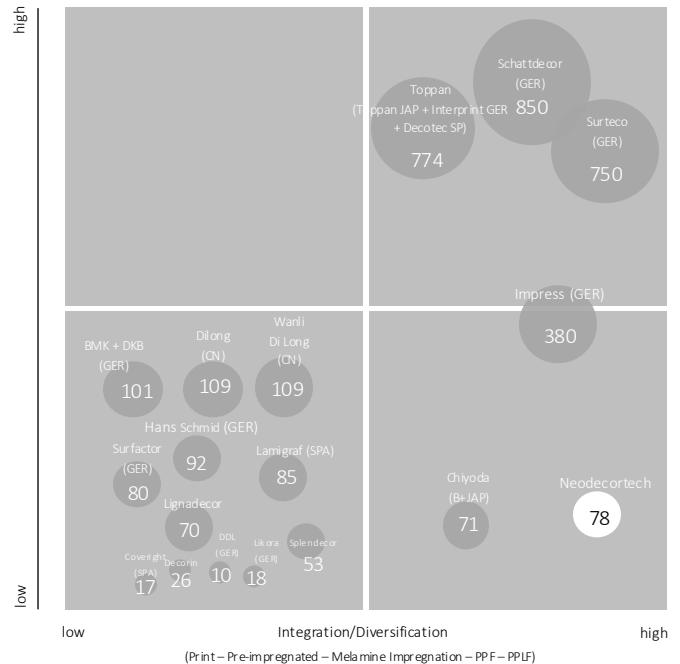 high
Schattdecor
(GER)
850
Toppan
(Toppan JAP + Interprint GER
+ Decotec SP)
774
Surteco
(GER)
750
Impress (GER)
380
Wanli
Di Long
(CN)
109
Dilong
(CN)
109
BMK + DKB
(GER)
101
Hans Schmid (GER)
92
Surfactor
(GER)
80
Lamigraf (SPA)
85
Lignadecor
70
Chiyoda
(B+JAP)
71
Neodecortech
78
DDL
(GER)
10
Likora
(GER)
18
Splendecor
53
Coveright
(SPA)
17
Decorin
26
low
low
Integration/Diversification
high
(Print – Pre-impregnated – Melamine Impregnation – PPF – PPLF)